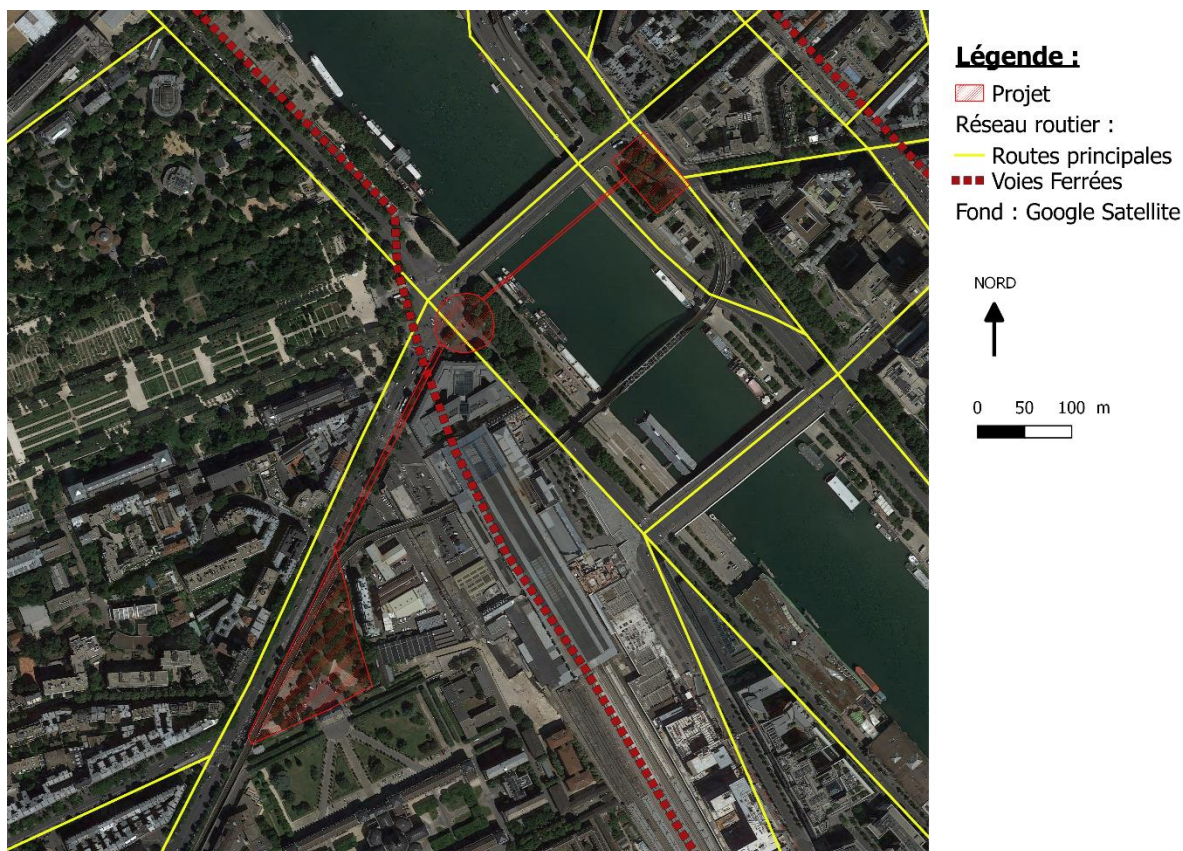 Légende :
Projet
Réseau routier :
Routes principales
Voies Ferrées
Fond : Google Satellite
NORD
0 50 100 m